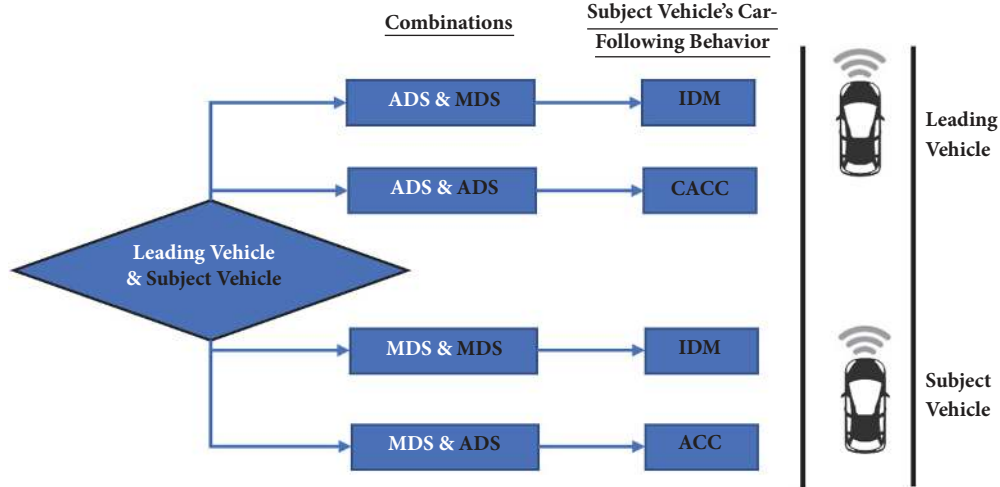 Combinations
Subject Vehicle's Car-
Following Behavior
ADS & MDS
IDM
ADS & ADS
CACC
Leading Vehicle
& Subject Vehicle
MDS & MDS
IDM
MDS & ADS
ACC
Leading
Vehicle
Subject
Vehicle